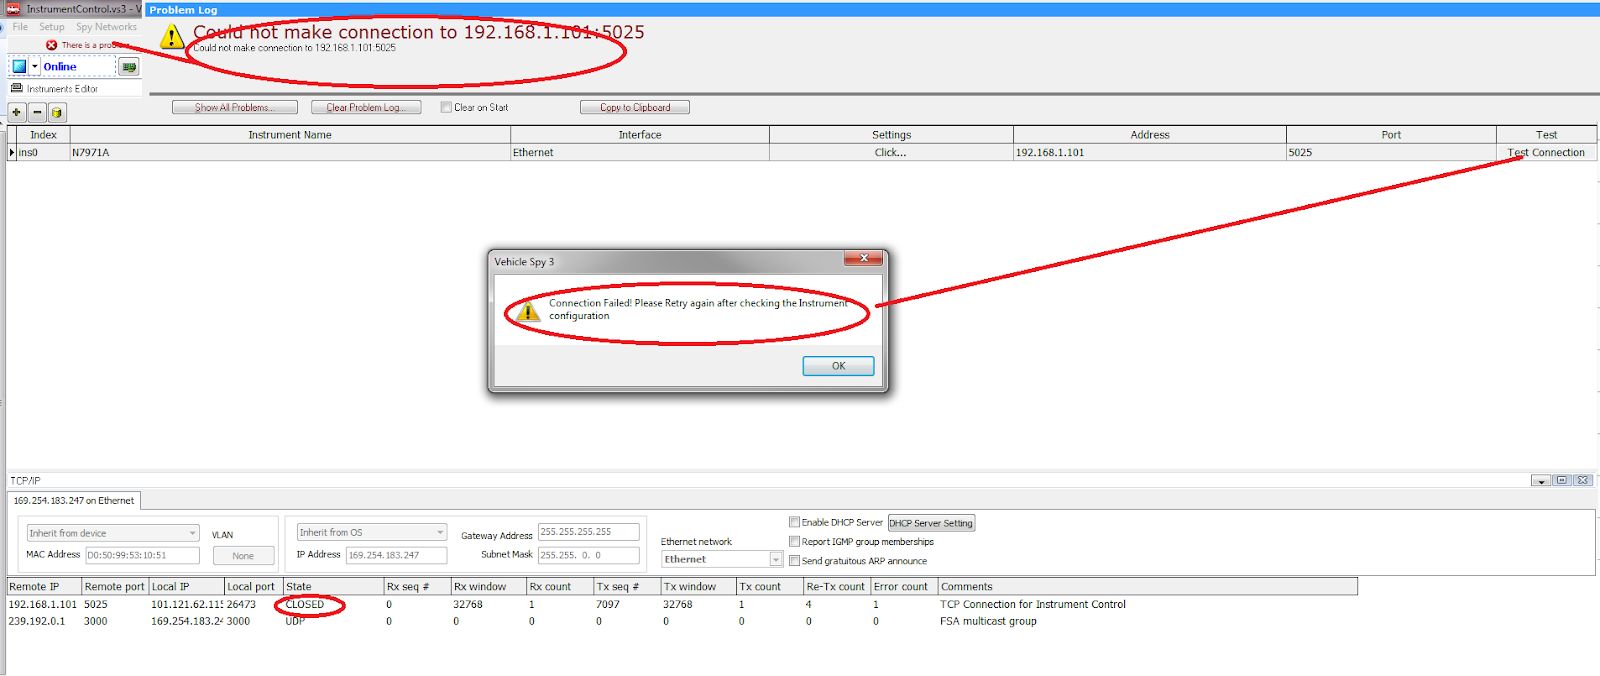 InstrumentControl.vs3 - V
Problem Log
File Setup Spy Networks
Could not make connection to 192.168.1.101:5025
There is a prob
Could not make connection to 192.168.1.101:5025
Online
Instruments Editor
Show All Problems... Clear Problem Log... Clear on Start Copy to Clipboard
Index Instrument Name Interface Settings Address Port Test
ins0 N7971A Ethernet Click... 192.168.1.101 5025 Test Connection
Vehicle Spy 3
Connection Failed! Please Retry again after checking the Instrument
configuration
OK
TCP/IP
169.254.183.247 on Ethernet
Inherit from device VLAN Inherit from OS Gateway Address 255.255.255.255 Enable DHCP Server DHCP Server Setting
MAC Address D0:50:99:53:10:51 None IP Address 169.254.183.247 Subnet Mask 255.255. 0. 0 Ethernet network Report IGMP group memberships
Ethernet Send gratuitous ARP announce
Remote IP Remote port Local IP Local port State Rx seq # Rx window Rx count Tx seq # Tx window Tx count Re-Tx count Error count Comments
192.168.1.101 5025 101.121.62.115 26473 CLOSED 0 32768 1 7097 32768 1 4 1 TCP Connection for Instrument Control
239.192.0.1 3000 169.254.183.24 3000 UDP 0 0 0 0 0 0 0 0 FSA multicast group